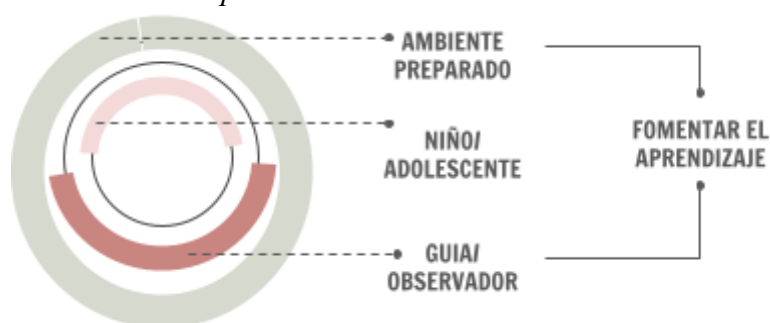 AMBIENTE
PREPARADO
NIÑO/
ADOLESCENTE
FOMENTAR EL
APRENDIZAJE
GUIA/
OBSERVADOR